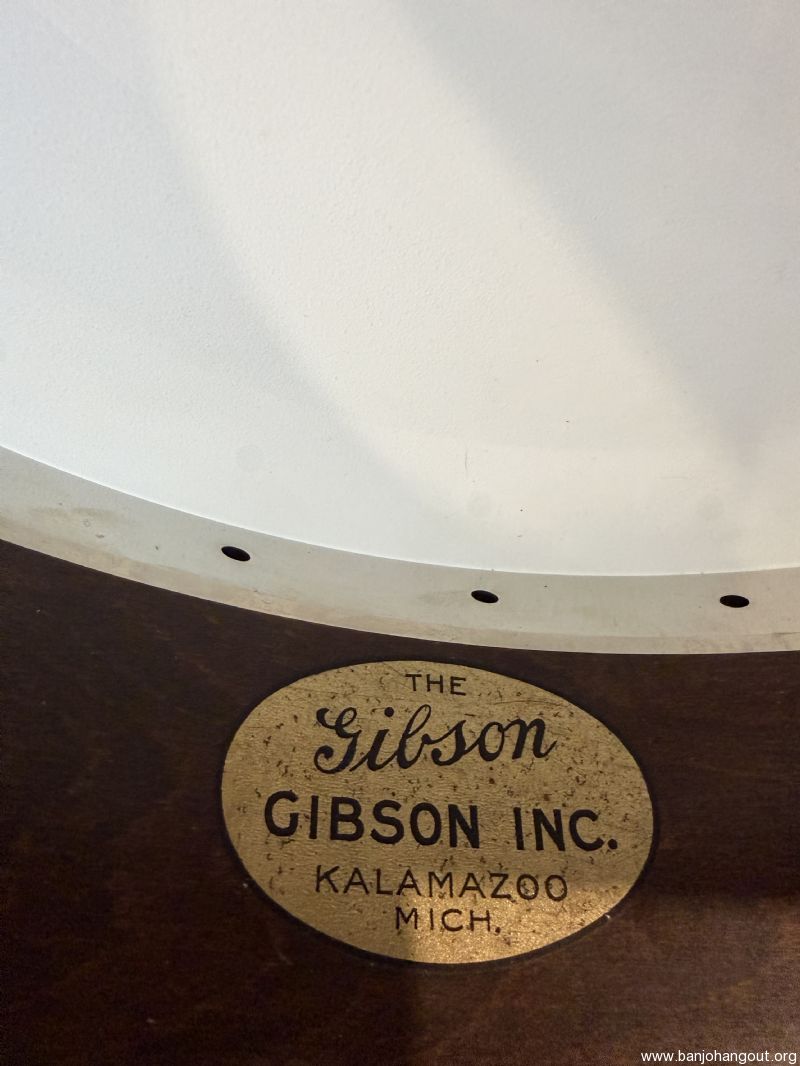 THE
Gibson
GIBSON INC.
KALAMAZOO
MICH.
www.banjohangout.org